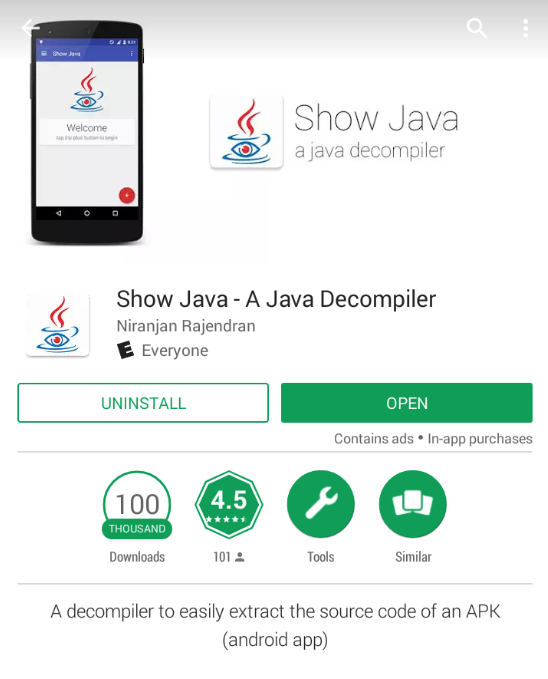 Show Java
Welcome
tap the plus button to begin
Show Java
a java decompiler
Show Java - A Java Decompiler
Niranjan Rajendran
E Everyone
UNINSTALL
OPEN
Contains ads • In-app purchases
100
THOUSAND
Downloads
4.5
101
Tools
Similar
A decompiler to easily extract the source code of an APK
(android app)